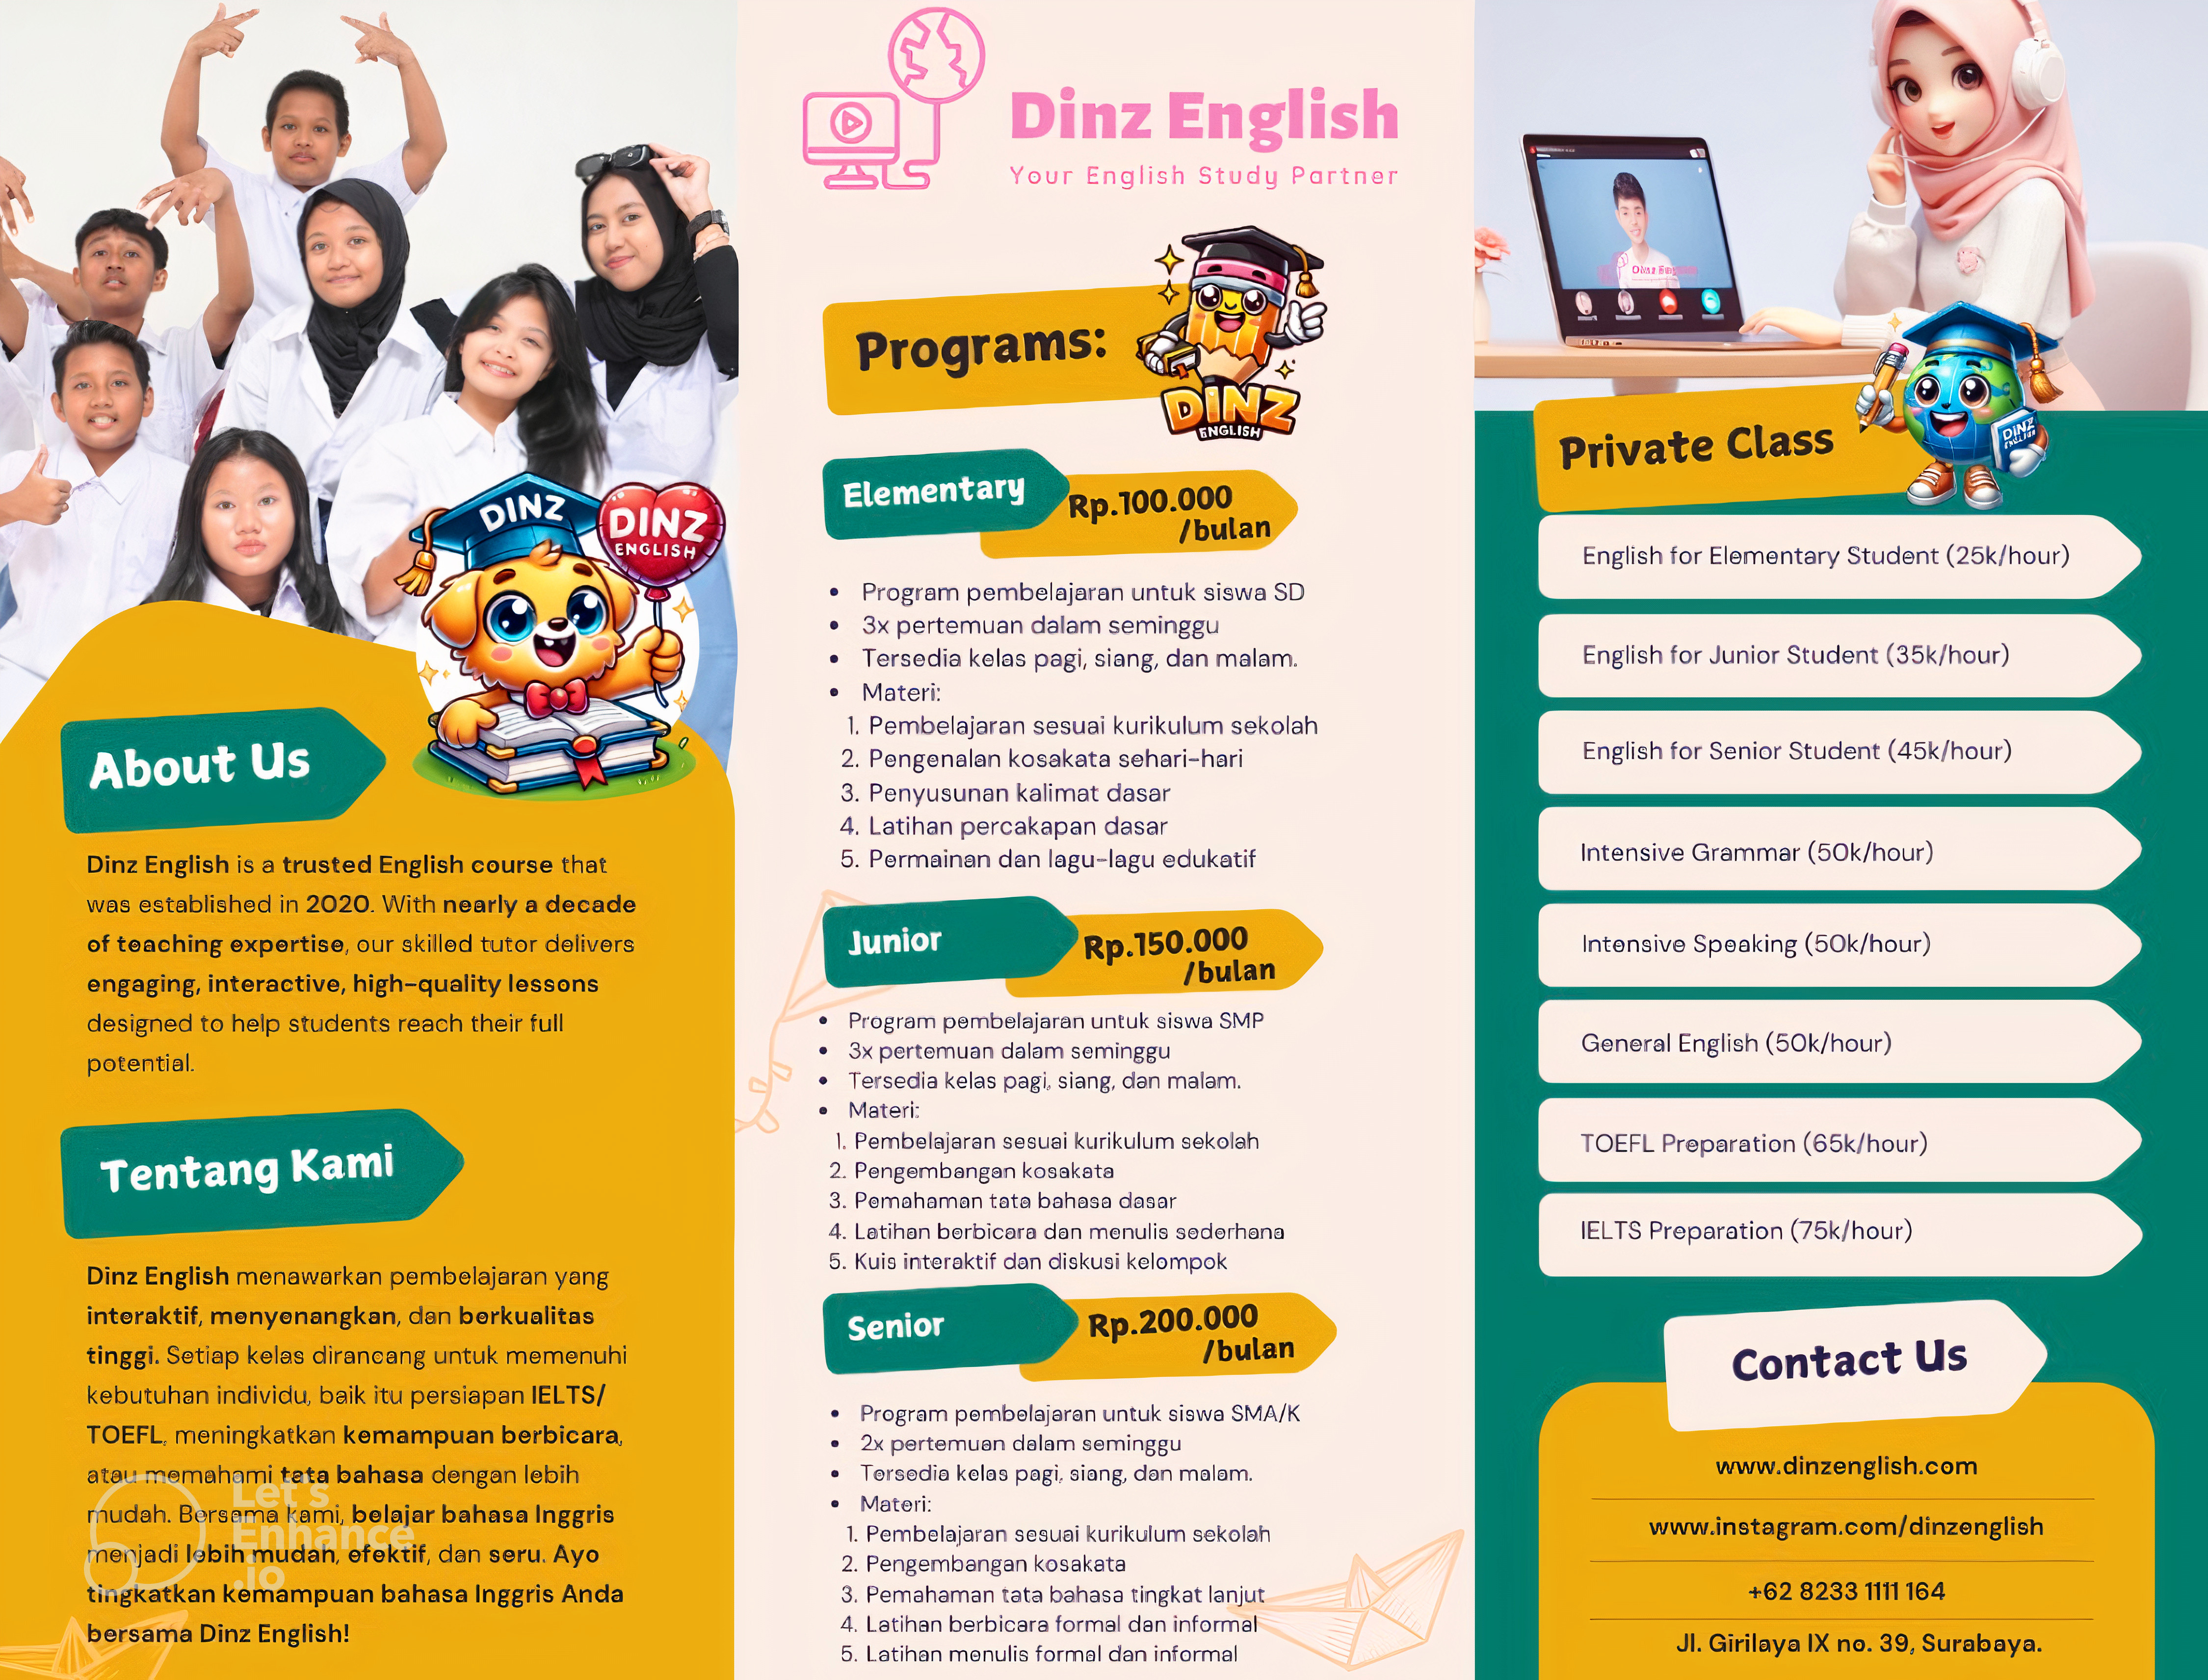 DINZ
DINZ
ENGLISH
About Us
Dinz English is a trusted English course that
was established in 2020. With nearly a decade
of teaching expertise, our skilled tutor delivers
engaging, interactive, high-quality lessons
designed to help students reach their full
potential.
Tentang Kami
Dinz English menawarkan pembelajaran yang
interaktif, menyenangkan, dan berkualitas
tinggi. Setiap kelas dirancang untuk memenuhi
kebutuhan individu, baik itu persiapan IELTS/
TOEFL, meningkatkan kemampuan berbicara,
atau memahami tata bahasa dengan lebih
mudah. Bersama kami, belajar bahasa Inggris
menjadi lebih mudah, efektif, dan seru. Ayo
tingkatkan kemampuan bahasa Inggris Anda
bersama Dinz English!
Let's
Enhance
.io
Dinz English
Your English Study Partner
Programs:
DINZ
ENGLISH
Elementary
Rp.100.000
/bulan
• Program pembelajaran untuk siswa SD
• 3x pertemuan dalam seminggu
• Tersedia kelas pagi, siang, dan malam.
• Materi:
1. Pembelajaran sesuai kurikulum sekolah
2. Pengenalan kosakata sehari-hari
3. Penyusunan kalimat dasar
4. Latihan percakapan dasar
5. Permainan dan lagu-lagu edukatif
Junior
Rp.150.000
/bulan
• Program pembelajaran untuk siswa SMP
• 3x pertemuan dalam seminggu
• Tersedia kelas pagi, siang, dan malam.
• Materi:
1. Pembelajaran sesuai kurikulum sekolah
2. Pengembangan kosakata
3. Pemahaman tata bahasa dasar
4. Latihan berbicara dan menulis sederhana
5. Kuis interaktif dan diskusi kelompok
Senior
Rp.200.000
/bulan
• Program pembelajaran untuk siswa SMA/K
• 2x pertemuan dalam seminggu
• Tersedia kelas pagi, siang, dan malam.
• Materi:
1. Pembelajaran sesuai kurikulum sekolah
2. Pengembangan kosakata
3. Pemahaman tata bahasa tingkat lanjut
4. Latihan berbicara formal dan informal
5. Latihan menulis formal dan informal
Dinz English
Private Class
DINZ
ENGLISH
English for Elementary Student (25k/hour)
English for Junior Student (35k/hour)
English for Senior Student (45k/hour)
Intensive Grammar (50k/hour)
Intensive Speaking (50k/hour)
General English (50k/hour)
TOEFL Preparation (65k/hour)
IELTS Preparation (75k/hour)
Contact Us
www.dinzenglish.com
www.instagram.com/dinzenglish
+62 8233 1111 164
Jl. Girilaya IX no. 39, Surabaya.